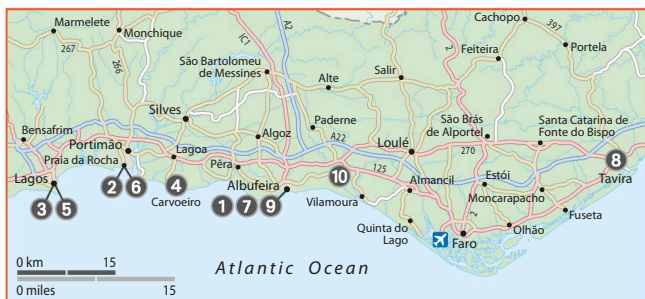 Marmelete
Monchique
267
266
IC1
A2
São Bartolomeu
de Messines
Alte
Salir
2
Cachopo
397
Feiteira
Portela
Silves
Algoz
Paderne
A22
Loulé
São Brás
de Alportel
270
Santa Catarina de
Fonte do Bispo
Bensafrim
Portimão
Praia da Rocha
Lagoa
Pêra
Lagos
3 5
2 6
4
Carvoeiro
Albufeira
1 7 9
10
125
Vilamoura
Almancil
Quinta do
Lago
Estói
Moncarapacho
2
Faro
Olhão
Fuseta
8
Tavira
0 km 15
0 miles 15
Atlantic Ocean